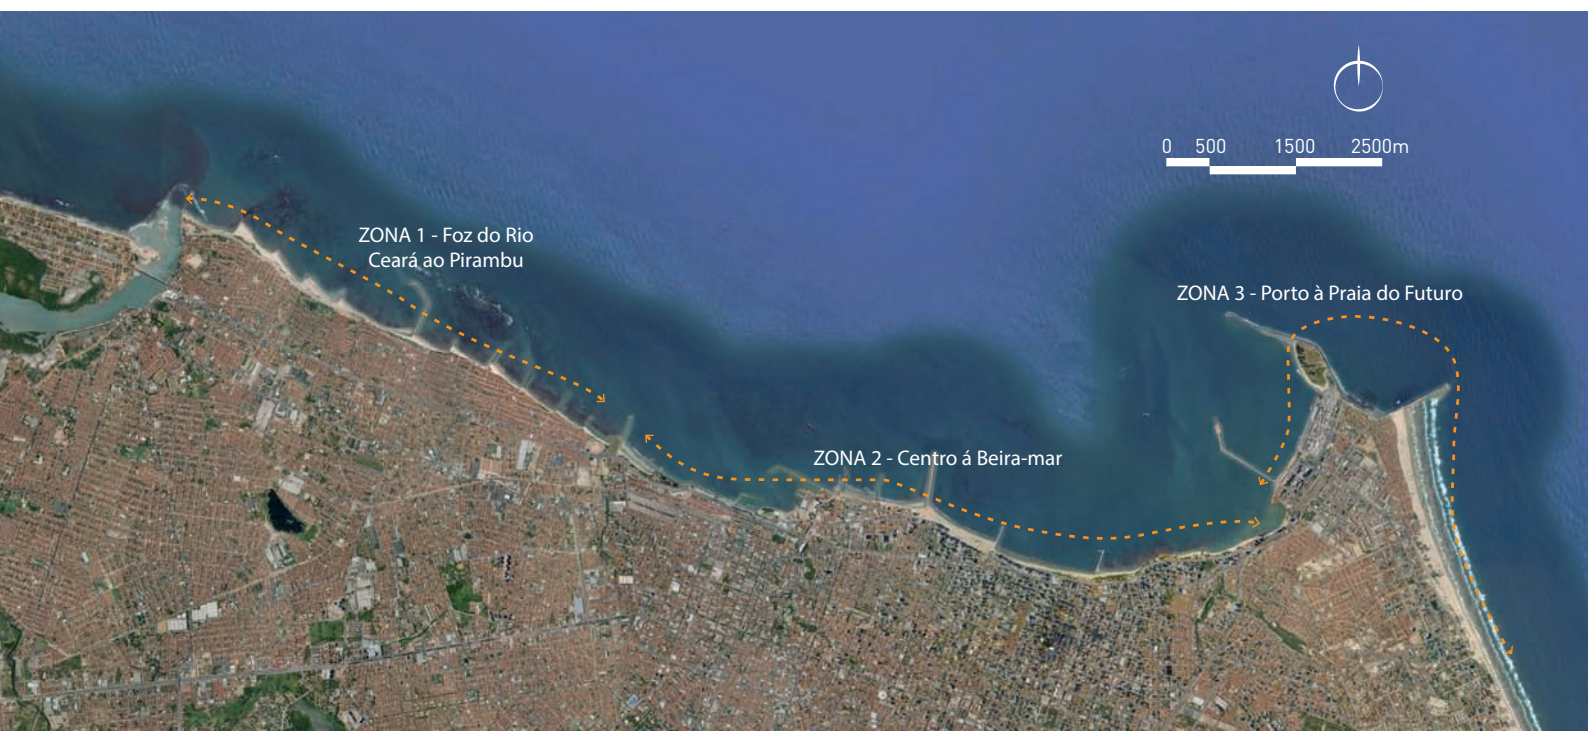 0 500 1500 2500m
ZONA 1 - Foz do Rio
Ceará ao Pirambu
ZONA 3 - Porto à Praia do Futuro
ZONA 2 - Centro á Beira-mar